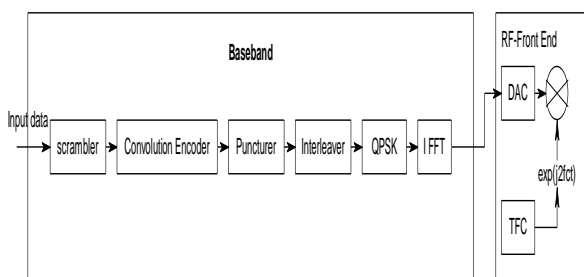 Baseband
RF-Front End
Input data
scrambler
Convolution Encoder
Puncturer
Interleaver
QPSK
I FFT
DAC
exp(j2fct)
TFC